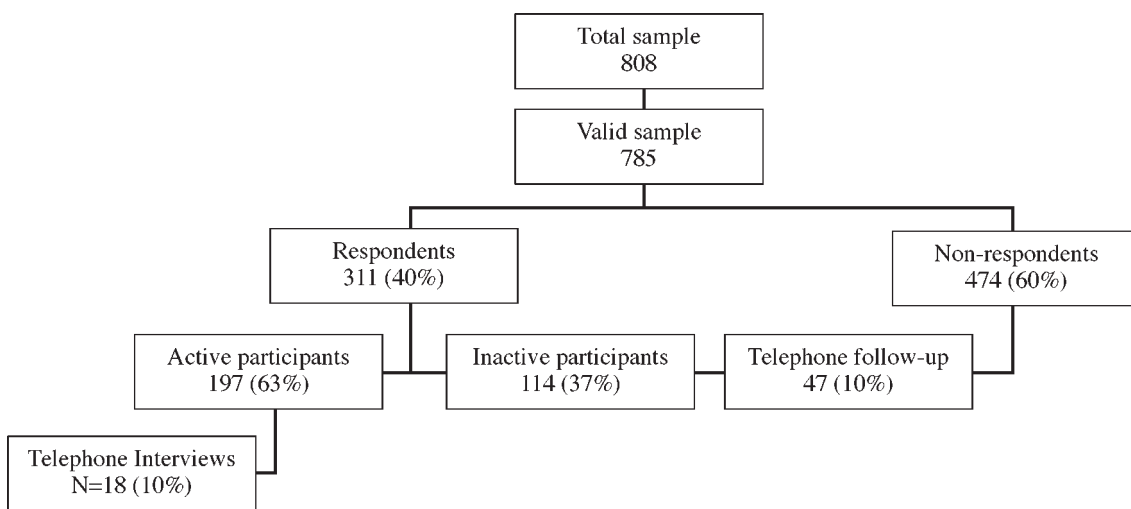 Total sample
808
Valid sample
785
Respondents
311 (40%)
Non-respondents
474 (60%)
Active participants
197 (63%)
Inactive participants
114 (37%)
Telephone follow-up
47 (10%)
Telephone Interviews
N=18 (10%)